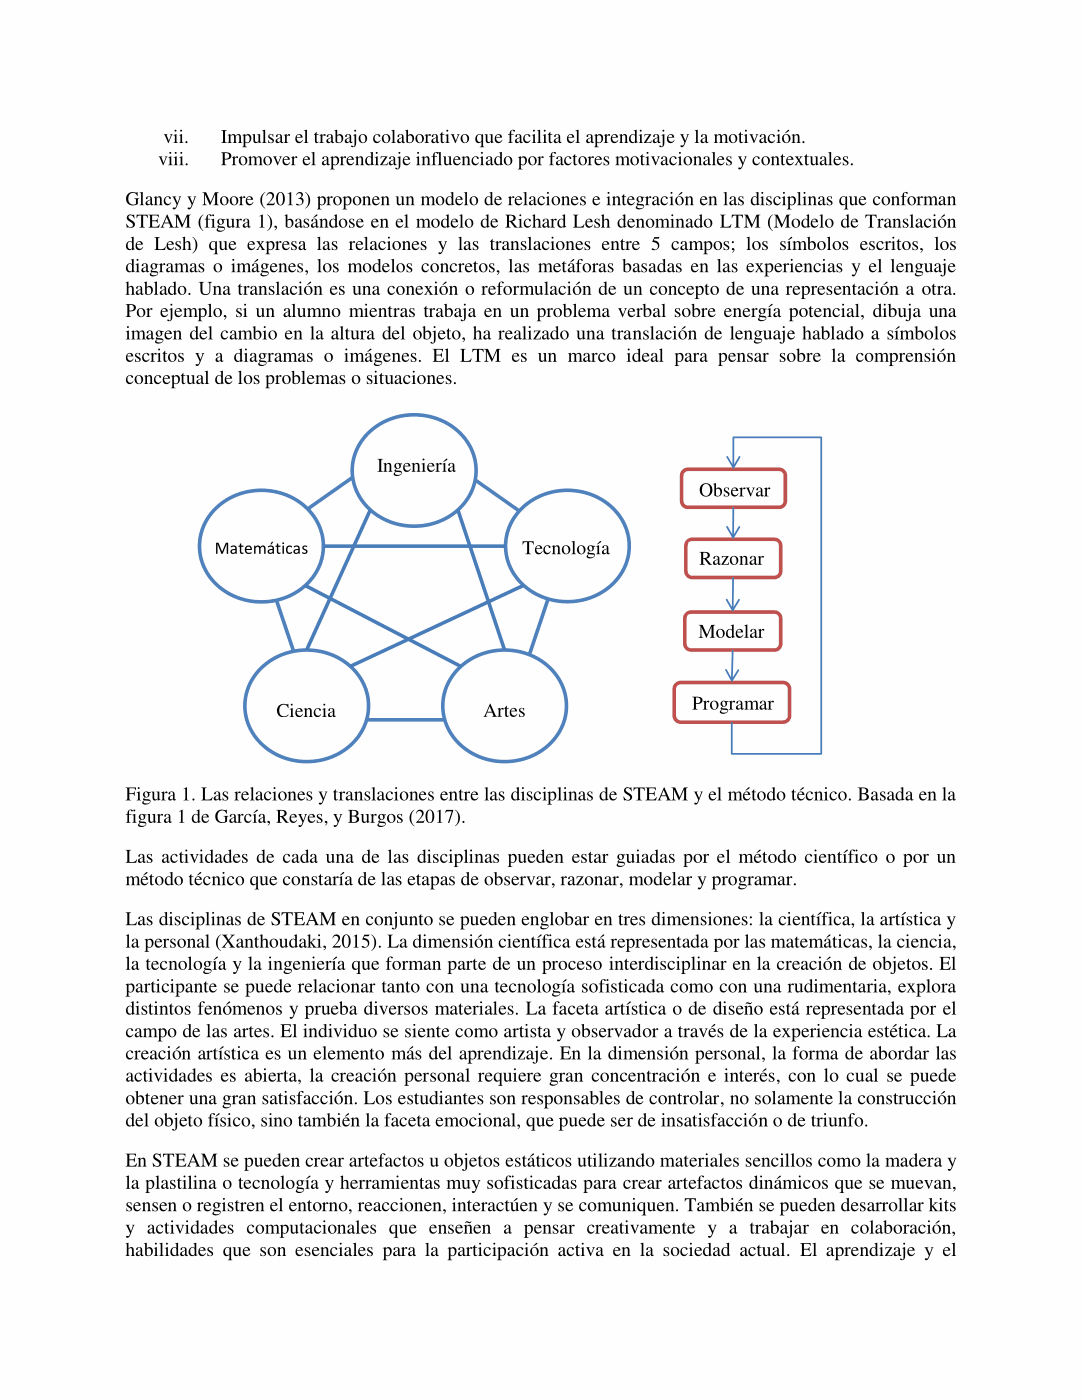 vii. Impulsar el trabajo colaborativo que facilita el aprendizaje y la motivación.
viii. Promover el aprendizaje influenciado por factores motivacionales y contextuales.
Glancy y Moore (2013) proponen un modelo de relaciones e integración en las disciplinas que conforman
STEAM (figura 1), basándose en el modelo de Richard Lesh denominado LTM (Modelo de Translación
de Lesh) que expresa las relaciones y las translaciones entre 5 campos; los símbolos escritos, los
diagramas o imágenes, los modelos concretos, las metáforas basadas en las experiencias y el lenguaje
hablado. Una translación es una conexión o reformulación de un concepto de una representación a otra.
Por ejemplo, si un alumno mientras trabaja en un problema verbal sobre energía potencial, dibuja una
imagen del cambio en la altura del objeto, ha realizado una translación de lenguaje hablado a símbolos
escritos y a diagramas o imágenes. El LTM es un marco ideal para pensar sobre la comprensión
conceptual de los problemas o situaciones.
Ingeniería
Matemáticas
Tecnología
Ciencia
Artes
Observar
Razonar
Modelar
Programar
Figura 1. Las relaciones y translaciones entre las disciplinas de STEAM y el método técnico. Basada en la
figura 1 de García, Reyes, y Burgos (2017).
Las actividades de cada una de las disciplinas pueden estar guiadas por el método científico o por un
método técnico que constaría de las etapas de observar, razonar, modelar y programar.
Las disciplinas de STEAM en conjunto se pueden englobar en tres dimensiones: la científica, la artística y
la personal (Xanthoudaki, 2015). La dimensión científica está representada por las matemáticas, la ciencia,
la tecnología y la ingeniería que forman parte de un proceso interdisciplinar en la creación de objetos. El
participante se puede relacionar tanto con una tecnología sofisticada como con una rudimentaria, explora
distintos fenómenos y prueba diversos materiales. La faceta artística o de diseño está representada por el
campo de las artes. El individuo se siente como artista y observador a través de la experiencia estética. La
creación artística es un elemento más del aprendizaje. En la dimensión personal, la forma de abordar las
actividades es abierta, la creación personal requiere gran concentración e interés, con lo cual se puede
obtener una gran satisfacción. Los estudiantes son responsables de controlar, no solamente la construcción
del objeto físico, sino también la faceta emocional, que puede ser de insatisfacción o de triunfo.
En STEAM se pueden crear artefactos u objetos estáticos utilizando materiales sencillos como la madera y
la plastilina o tecnología y herramientas muy sofisticadas para crear artefactos dinámicos que se muevan,
sensen o registren el entorno, reaccionen, interactúen y se comuniquen. También se pueden desarrollar kits
y actividades computacionales que enseñen a pensar creativamente y a trabajar en colaboración,
habilidades que son esenciales para la participación activa en la sociedad actual. El aprendizaje y el